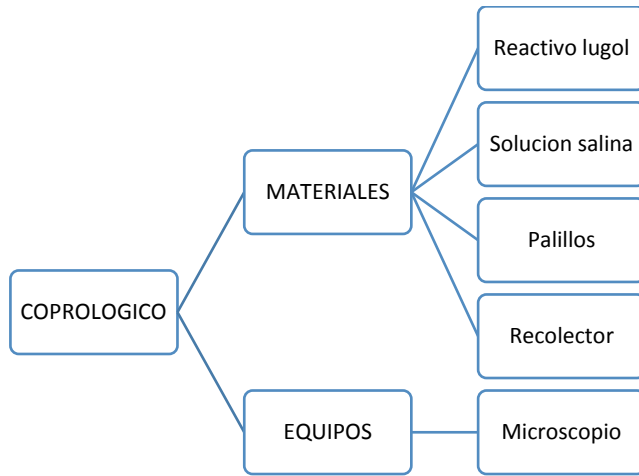 COPROLOGICO
MATERIALES
Reactivo lugol
Solucion salina
Palillos
Recolector
EQUIPOS
Microscopio